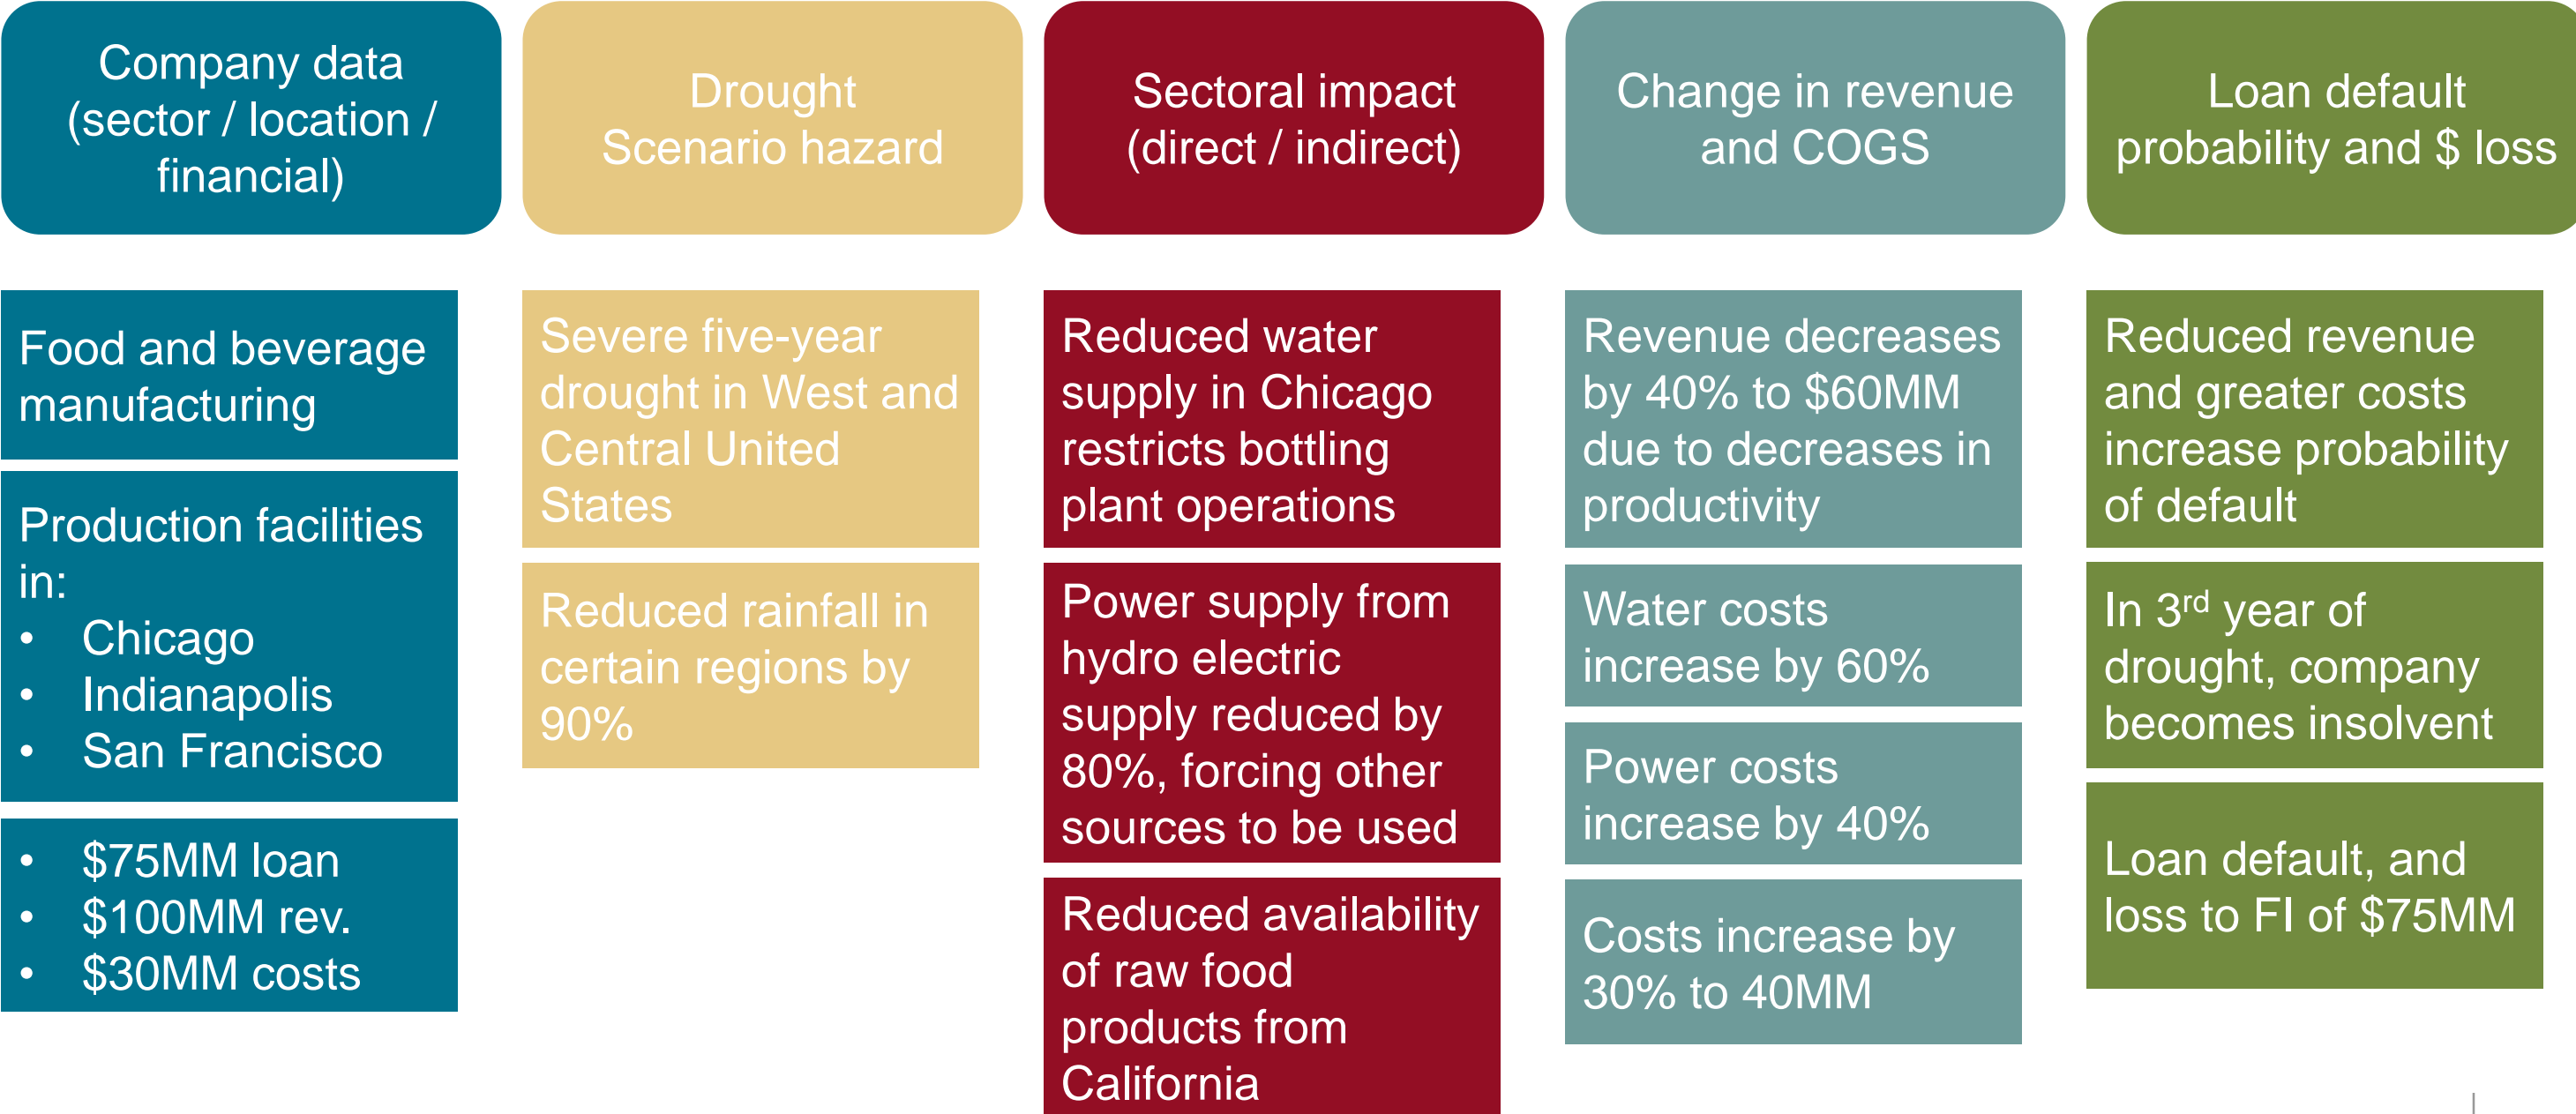 Company data
(sector / location /
financial)
Drought
Scenario hazard
Sectoral impact
(direct / indirect)
Change in revenue
and COGS
Loan default
probability and $ loss
Food and beverage
manufacturing
Production facilities
in:
• Chicago
• Indianapolis
• San Francisco
• $75MM loan
• $100MM rev.
• $30MM costs
Severe five-year
drought in West and
Central United
States
Reduced rainfall in
certain regions by
90%
Reduced water
supply in Chicago
restricts bottling
plant operations
Power supply from
hydro electric
supply reduced by
80%, forcing other
sources to be used
Reduced availability
of raw food
products from
California
Revenue decreases
by 40% to $60MM
due to decreases in
productivity
Water costs
increase by 60%
Power costs
increase by 40%
Costs increase by
30% to 40MM
Reduced revenue
and greater costs
increase probability
of default
In 3rd year of
drought, company
becomes insolvent
Loan default, and
loss to FI of $75MM